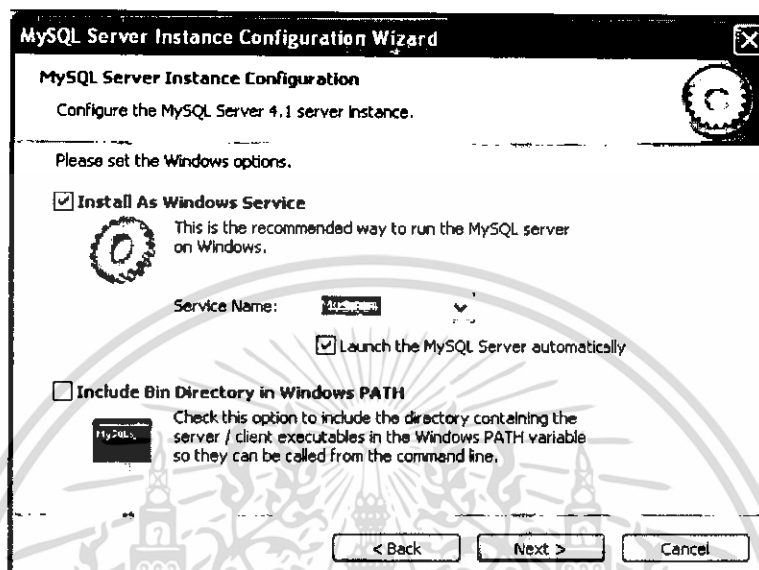 MySQL Server Instance Configuration Wizard
MySQL Server Instance Configuration
Configure the MySQL Server 4.1 server instance.
Please set the Windows options.
Install As Windows Service
This is the recommended way to run the MySQL server
on Windows.
Service Name:
Launch the MySQL Server automatically
Include Bin Directory in Windows PATH
Check this option to include the directory containing the
server / client executables in the Windows PATH variable
so they can be called from the command line.
< Back Next > Cancel